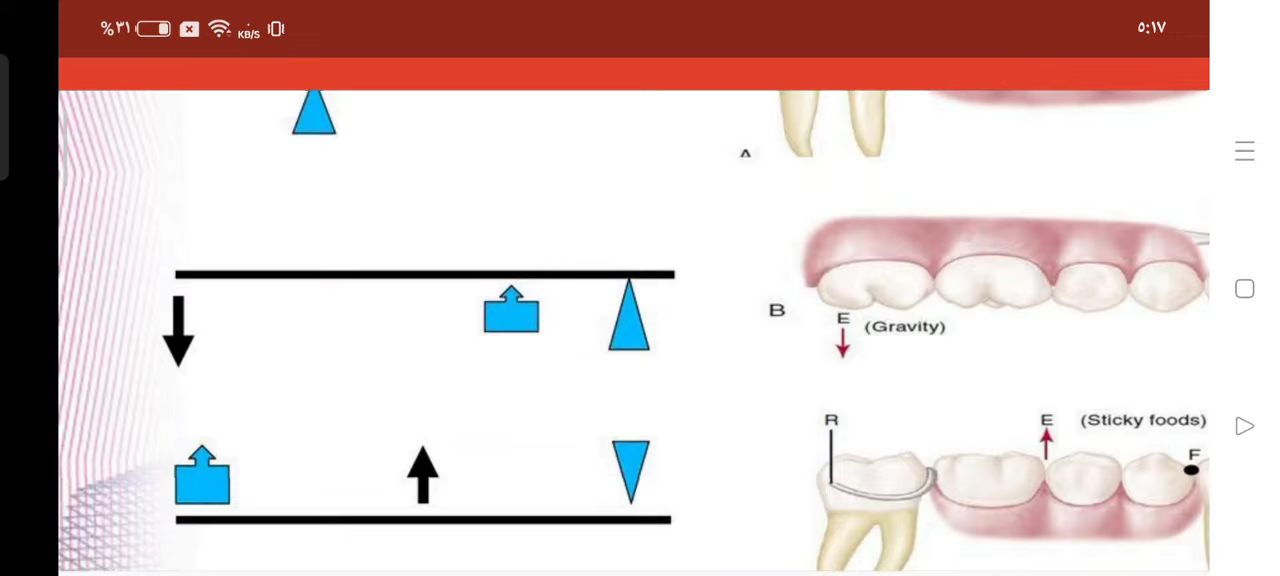 %٣١ KB/S ٥:١٧
A
B E (Gravity)
R E (Sticky foods)
F